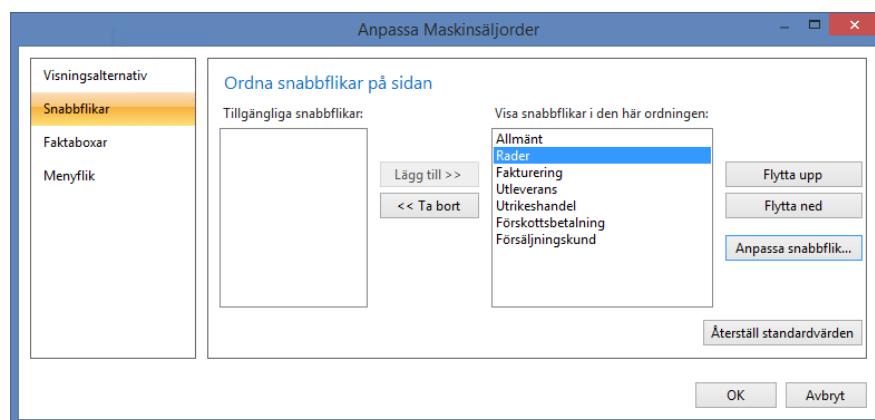 Anpassa Maskinsäljorder
Visningsalternativ
Snabbflikar
Faktaboxar
Menyflik
Ordna snabbflikar på sidan
Tillgängliga snabbflikar:
Lägg till >>
<< Ta bort
Visa snabbflikar i den här ordningen:
Allmänt
Rader
Fakturering
Utleverans
Utrikeshandel
Förskottsbetalning
Försäljningskund
Flytta upp
Flytta ned
Anpassa snabbflik...
Återställ standardvärden
OK
Avbryt